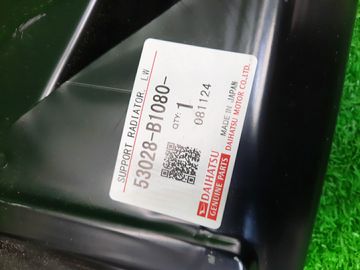 SUPPORT RADIATOR, LW
53028-B1080-
QTY: 1
081124
MADE IN JAPAN
DAIHATSU MOTOR CO.,LTD.
DAIHATSU
GENUINE PARTS